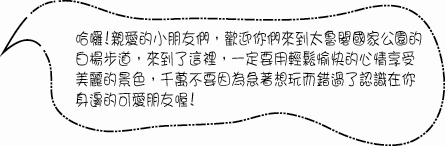 哈囉!親愛的小朋友們，歡迎你們來到太魯閣國家公園的
白楊步道，來到了這裡，一定要用輕鬆愉快的心情享受
美麗的景色，千萬不要因為急著想玩而錯過了認識在你
身邊的可愛朋友喔!